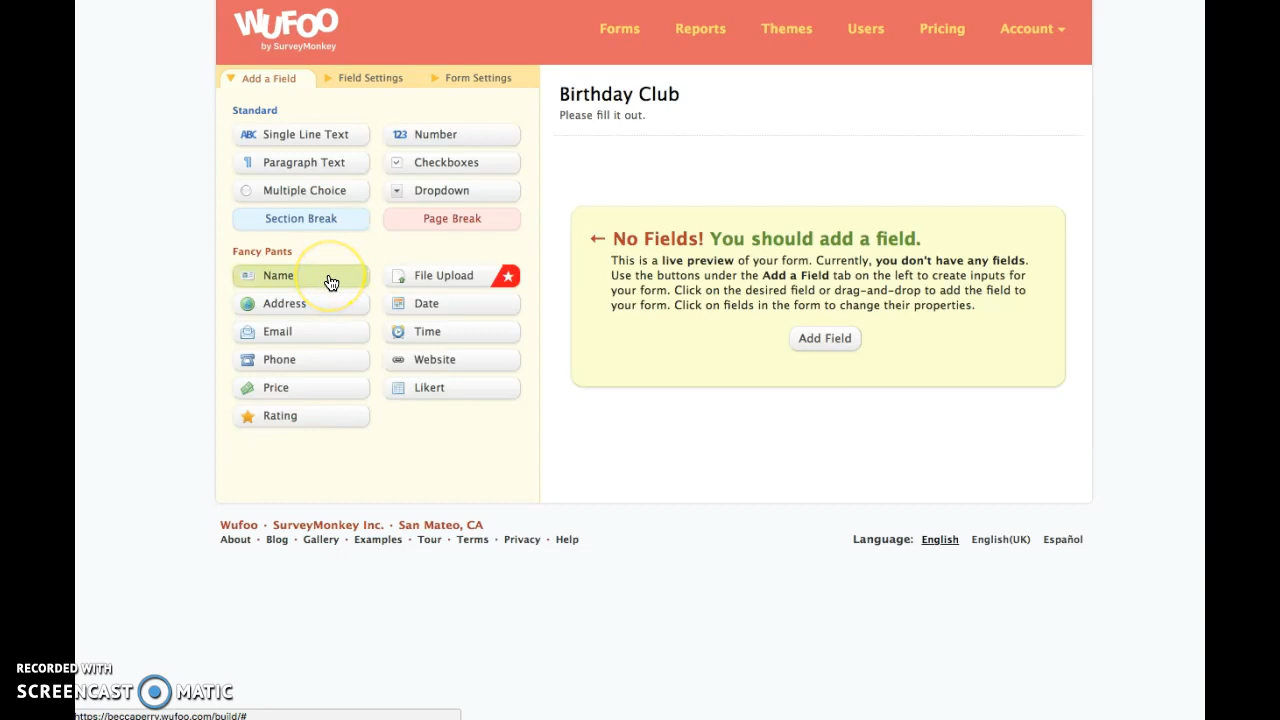 WUFOO
by SurveyMonkey
Forms
Reports
Themes
Users
Pricing
Account
Add a Field
Field Settings
Form Settings
Standard
ABC Single Line Text
123 Number
Paragraph Text
Checkboxes
Multiple Choice
Dropdown
Section Break
Page Break
Fancy Pants
Name
File Upload
Address
Date
Email
Time
Phone
Website
Price
Likert
Rating
Birthday Club
Please fill it out.
← No Fields! You should add a field.
This is a live preview of your form. Currently, you don't have any fields.
Use the buttons under the Add a Field tab on the left to create inputs for
your form. Click on the desired field or drag-and-drop to add the field to
your form. Click on fields in the form to change their properties.
Add Field
Wufoo · SurveyMonkey Inc. · San Mateo, CA
About · Blog · Gallery · Examples · Tour · Terms · Privacy · Help
Language: English English(UK) Español
RECORDED WITH
SCREENCAST MATIC
https://beccaperry.wufoo.com/build/#